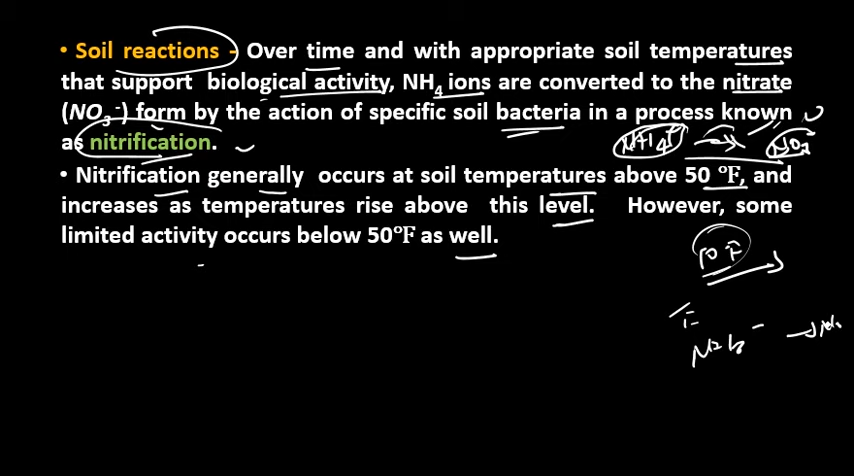 • Soil reactions - Over time and with appropriate soil temperatures
that support biological activity, NH4 ions are converted to the nitrate
(NO3-) form by the action of specific soil bacteria in a process known
as nitrification.
NH4+ → NO3
• Nitrification generally occurs at soil temperatures above 50 °F, and
increases as temperatures rise above this level. However, some
limited activity occurs below 50°F as well.